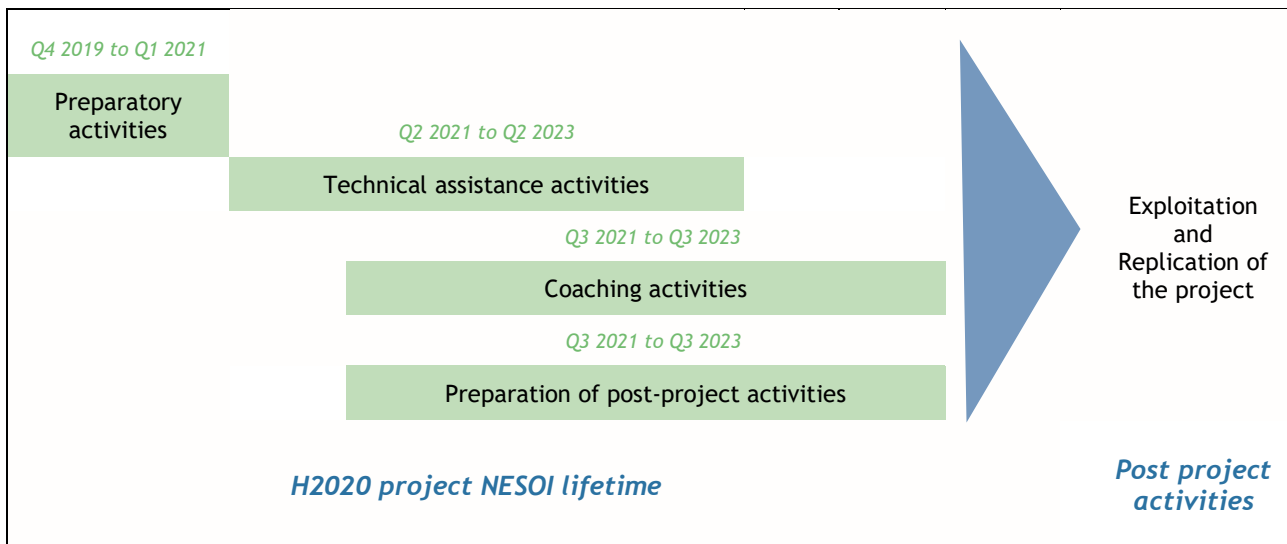 Q4 2019 to Q1 2021
Preparatory
activities
Q2 2021 to Q2 2023
Technical assistance activities
Q3 2021 to Q3 2023
Coaching activities
Q3 2021 to Q3 2023
Preparation of post-project activities
Exploitation
and
Replication of
the project
H2020 project NESOI lifetime
Post project
activities